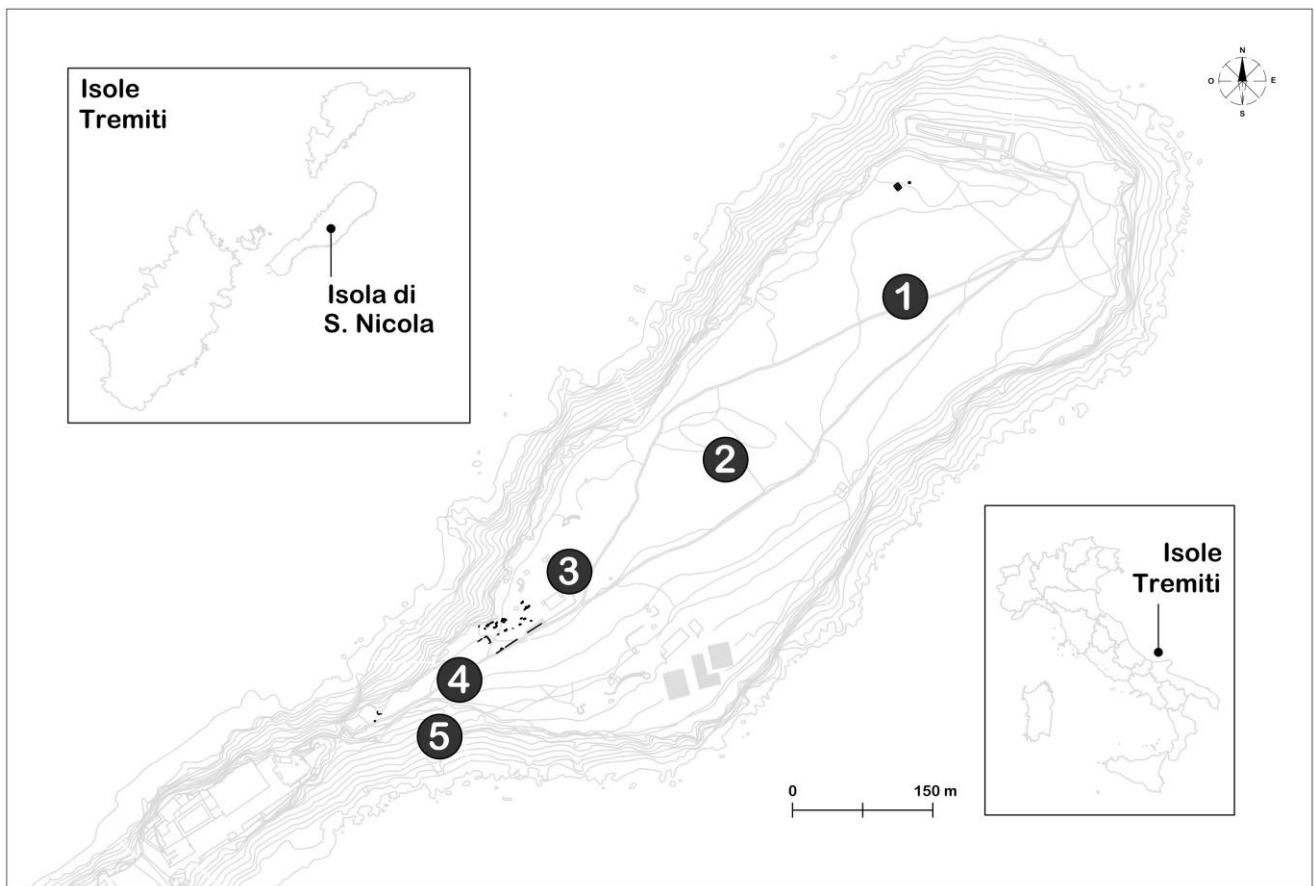 Isole
Tremiti
Isola di
S. Nicola
N
O
E
S
1
2
3
4
5
Isole
Tremiti
0
150 m